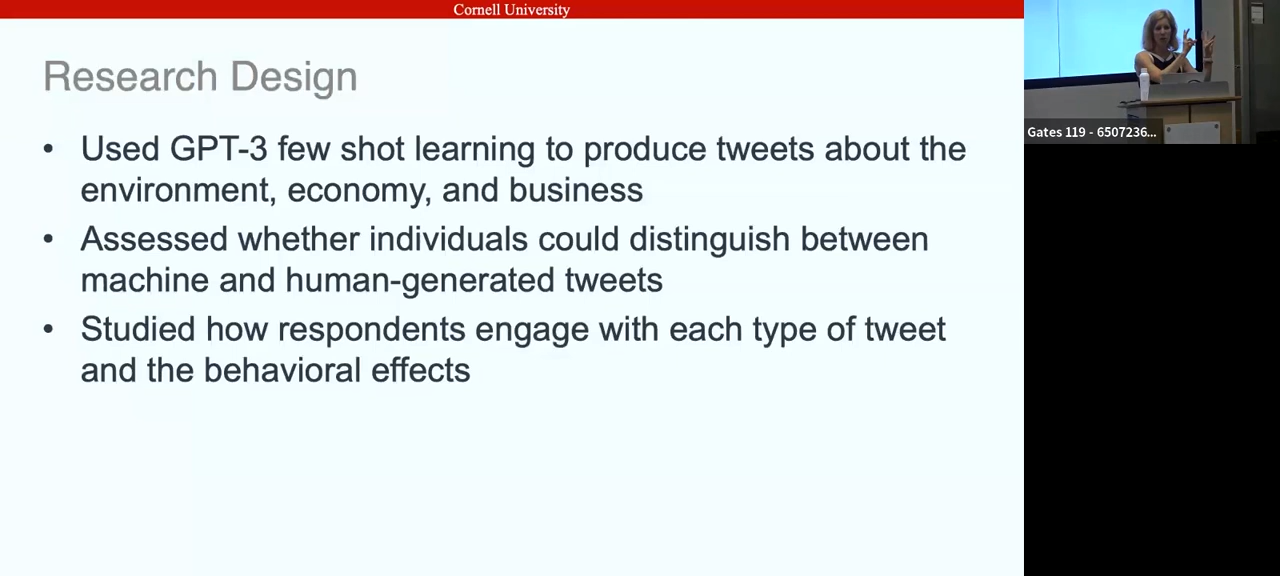 Cornell University
Research Design
• Used GPT-3 few shot learning to produce tweets about the
environment, economy, and business
• Assessed whether individuals could distinguish between
machine and human-generated tweets
• Studied how respondents engage with each type of tweet
and the behavioral effects
Gates 119 - 6507236...